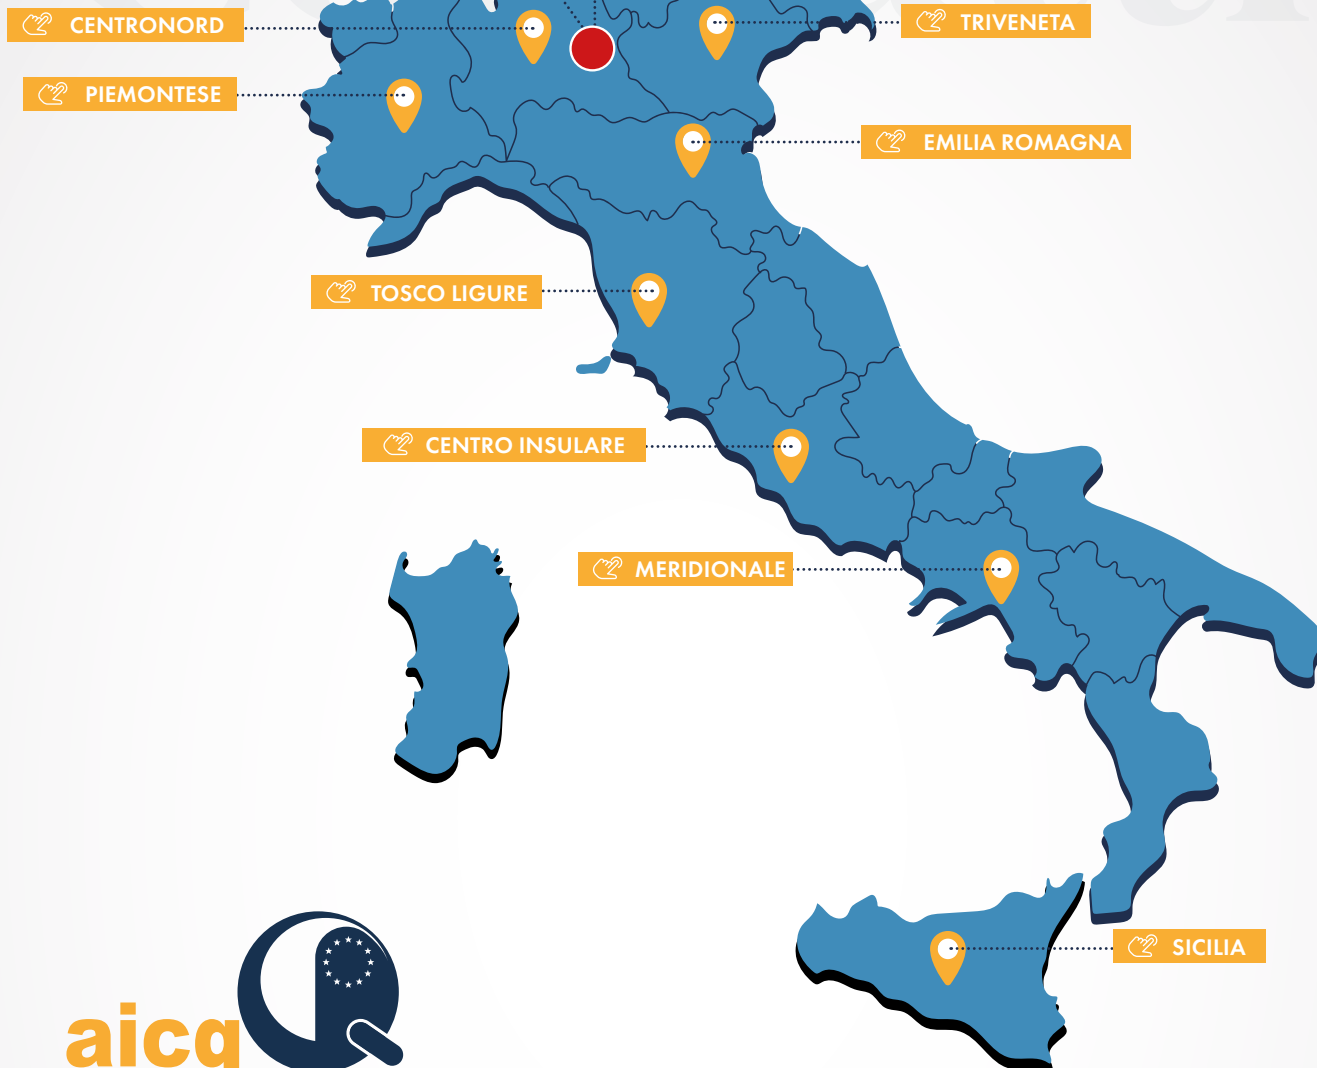 CENTRONORD
TRIVENETA
PIEMONTESE
EMILIA ROMAGNA
TOSCO LIGURE
CENTRO INSULARE
MERIDIONALE
SICILIA
aicq